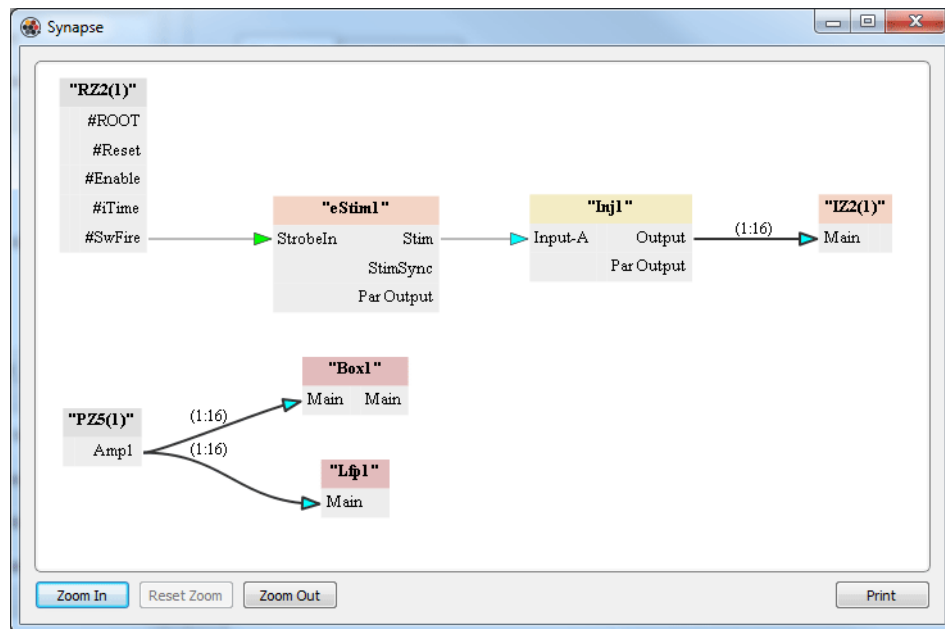 Synapse
"RZ2(1)"
#ROOT
#Reset
#Enable
#iTime
#SwFire
"eStim1"
StrobeIn Stim
StimSync
Par Output
"Inj1"
Input-A Output
Par Output
(1:16)
"IZ2(1)"
Main
"PZ5(1)"
Amp1
(1:16)
(1:16)
"Box1"
Main Main
"Lfp1"
Main
Zoom In Reset Zoom Zoom Out Print